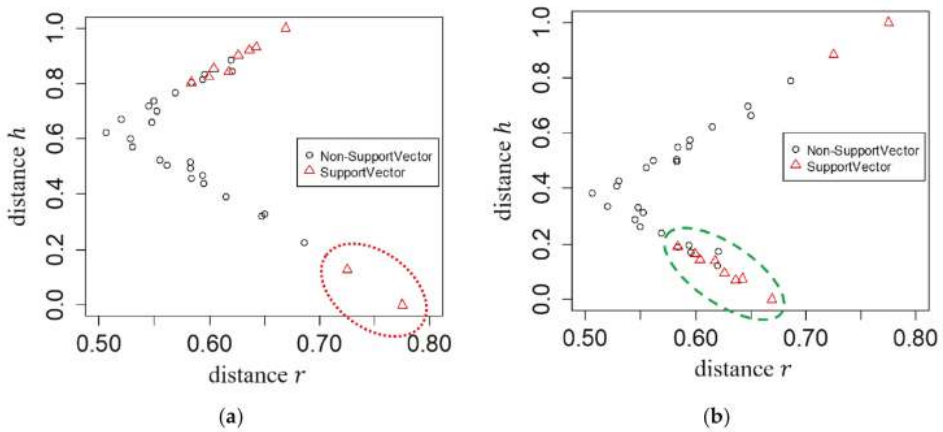 (a)
distance h
0.0 0.2 0.4 0.6 0.8 1.0
Non-SupportVector
SupportVector
0.50 0.60 0.70 0.80
distance r
(a)
(b)
distance h
0.0 0.2 0.4 0.6 0.8 1.0
Non-SupportVector
SupportVector
0.50 0.60 0.70 0.80
distance r
(b)